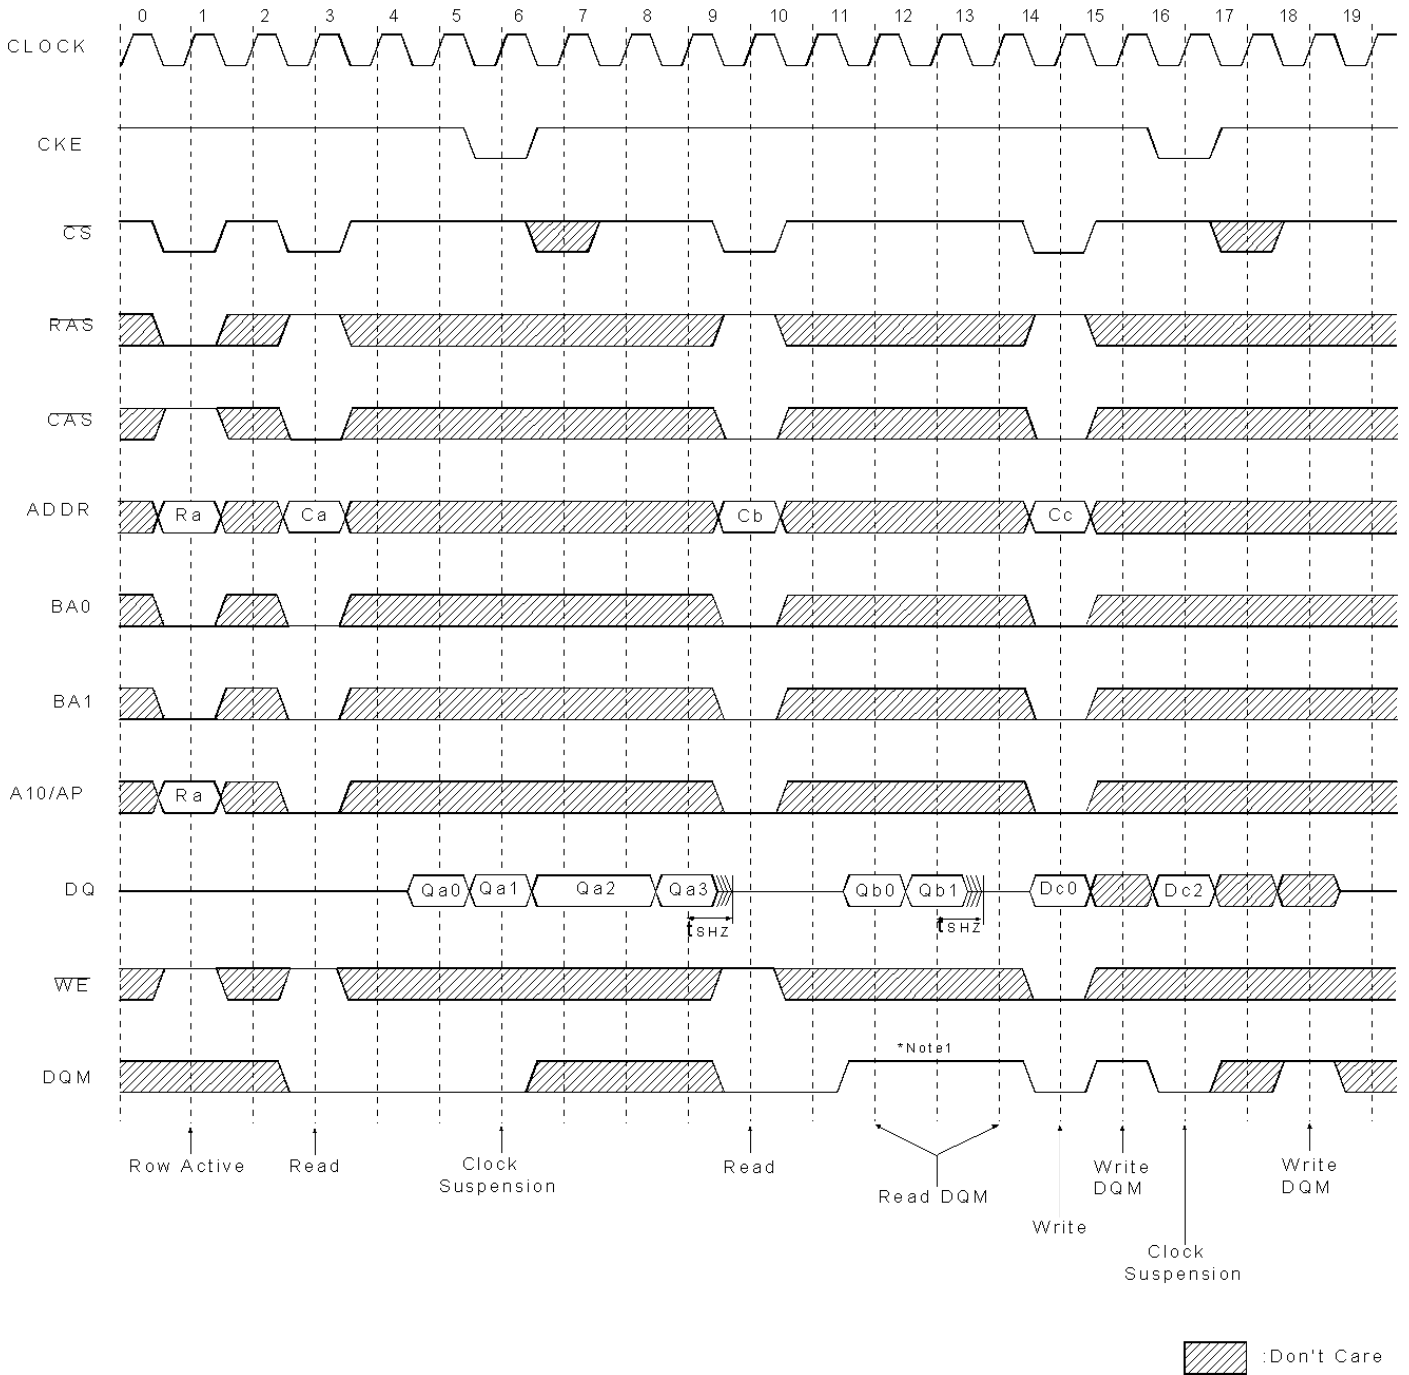 0 1 2 3 4 5 6 7 8 9 10 11 12 13 14 15 16 17 18 19
CLOCK
CKE
CS
RAS
CAS
ADDR Ra Ca Cb Cc
BA0
BA1
A10/AP Ra
DQ Qa0 Qa1 Qa2 Qa3 Qb0 Qb1 Dc0 Dc2
tSHZ tSHZ
WE
*Note1
DQM
Row Active Read Clock Read Write Write
Suspension DQM DQM
Read DQM
Write
Clock
Suspension
:Don't Care